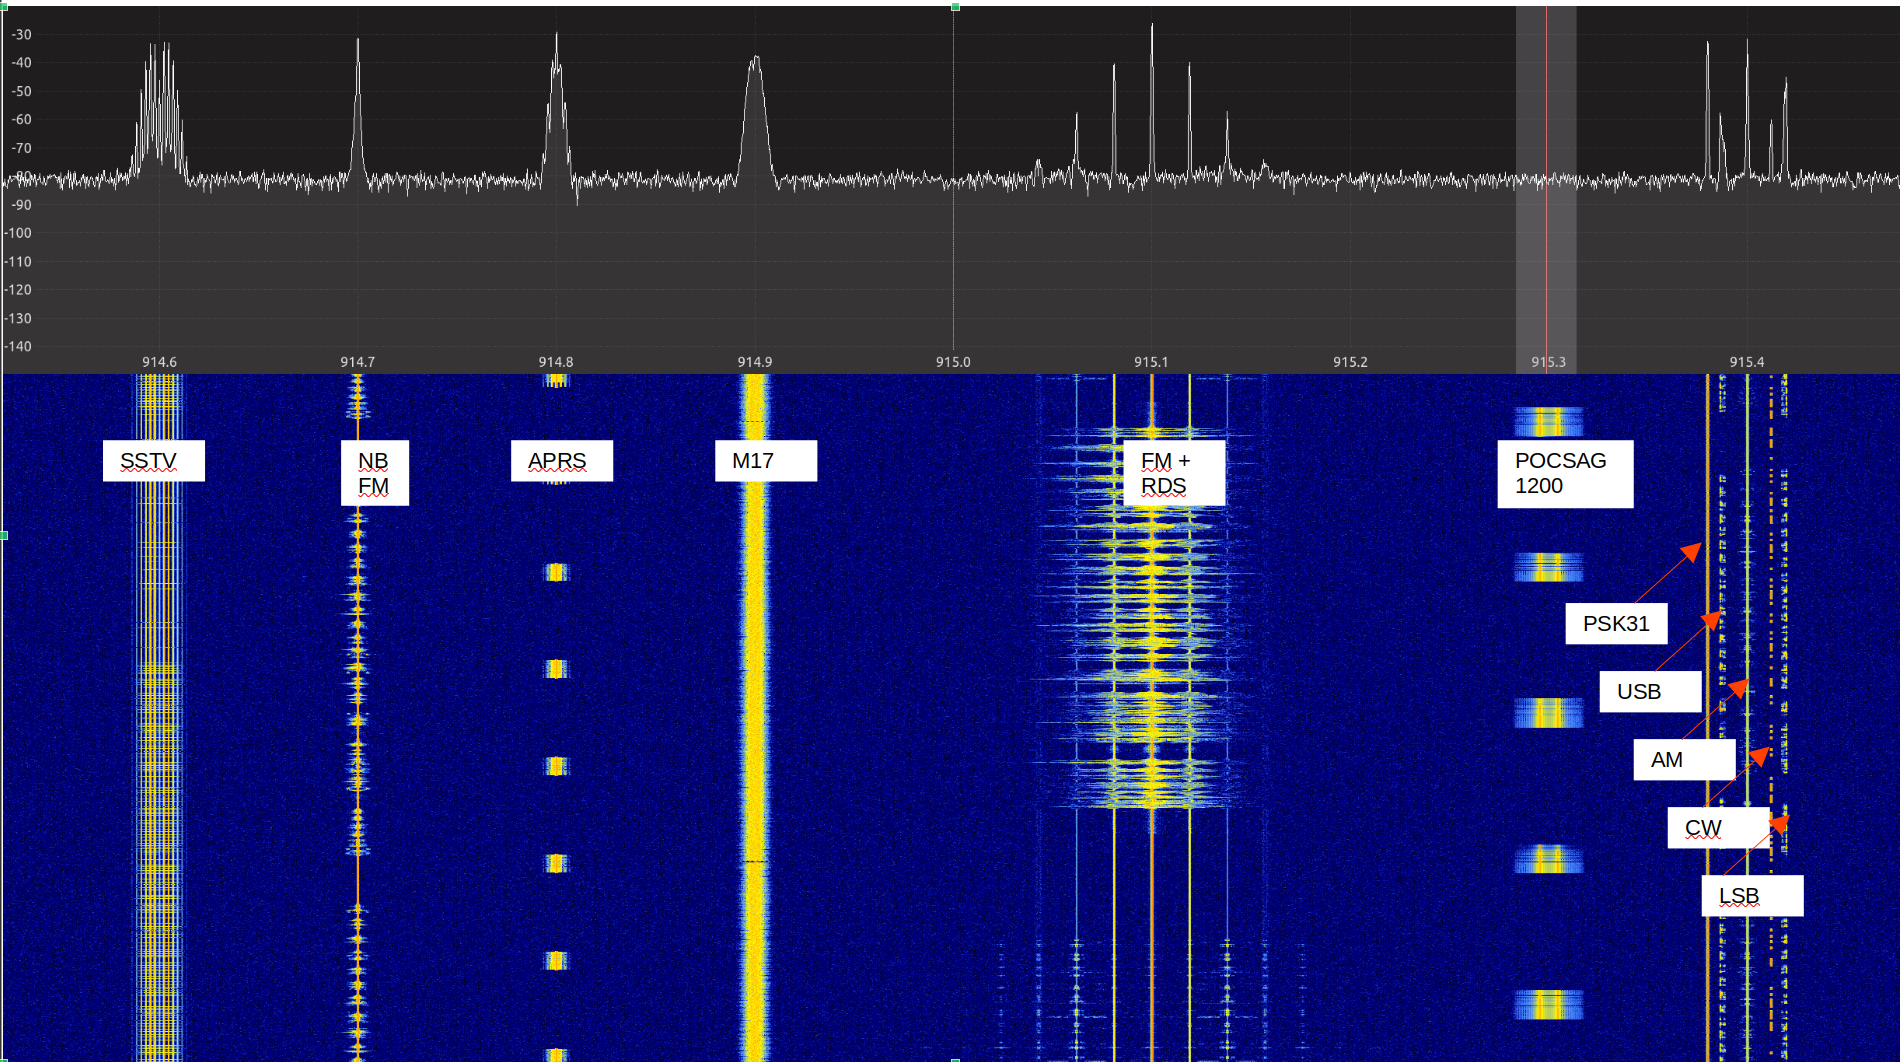 -30
-40
-50
-60
-70
-80
-90
-100
-110
-120
-130
-140
914.6 914.7 914.8 914.9 915.0 915.1 915.2 915.3 915.4
SSTV
NB
FM
APRS
M17
FM +
RDS
POCSAG
1200
PSK31
USB
AM
CW
LSB